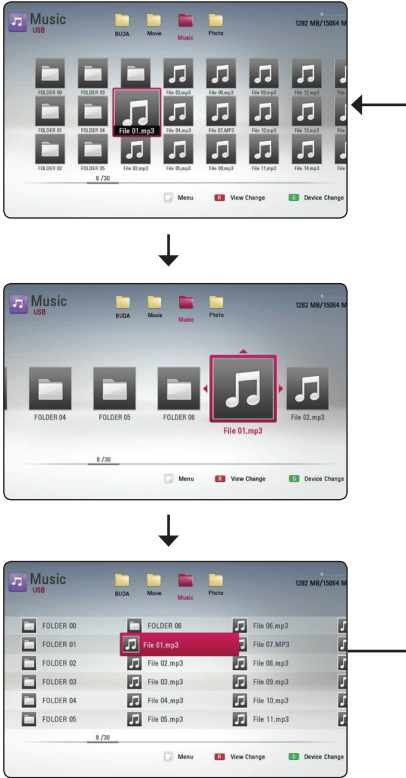 Music
USB
BUDA Movie Music Photo
1282 MB/15064 M
FOLDER 00 FOLDER 03 File 03.mp3 File 06.mp3 File 09.mp3 File 12.mp3 File
FOLDER 01 FOLDER 04 File 01.mp3 File 04.mp3 File 07.MP3 File 10.mp3 File 13.mp3 File
FOLDER 02 FOLDER 05 File 02.mp3 File 05.mp3 File 08.mp3 File 11.mp3 File 14.mp3 File
8 /30
Menu R View Change G Device Change
Music
USB
BUDA Movie Music Photo
1282 MB/15064 M
FOLDER 04 FOLDER 05 FOLDER 06 File 01.mp3 File 02.mp3
8 /30
Menu R View Change G Device Change
Music
USB
BUDA Movie Music Photo
1282 MB/15064 M
FOLDER 00 FOLDER 06 File 06.mp3
FOLDER 01 File 01.mp3 File 07.MP3
FOLDER 02 File 02.mp3 File 08.mp3
FOLDER 03 File 03.mp3 File 09.mp3
FOLDER 04 File 04.mp3 File 10.mp3
FOLDER 05 File 05.mp3 File 11.mp3
8 /30
Menu R View Change G Device Change